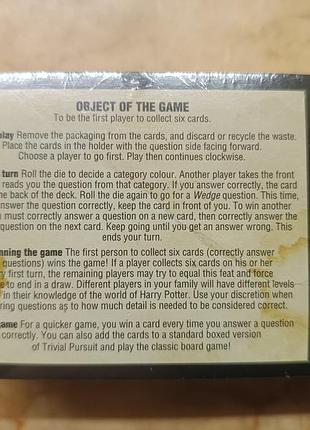 OBJECT OF THE GAME
To be the first player to collect six cards.
play Remove the packaging from the cards, and discard or recycle the waste.
Place the cards in the holder with the question side facing forward.
Choose a player to go first. Play then continues clockwise.
turn Roll the die to decide a category colour. Another player takes the front
reads you the question from that category. If you answer correctly, the card
he back of the deck. Roll the die again to go for a Wedge question. This time,
answer the question correctly, keep the card in front of you. To win another
u must correctly answer a question on a new card, then correctly answer the
question on the next card. Keep going until you get an answer wrong. This
ends your turn.
nning the game The first person to collect six cards (correctly answer
questions) wins the game! If a player collects six cards on his or her
ry first turn, the remaining players may try to equal this feat and force
e to end in a draw. Different players in your family will have different levels
in their knowledge of the world of Harry Potter. Use your discretion when
ring questions as to how much detail is needed to be considered correct.
game For a quicker game, you win a card every time you answer a question
correctly. You can also add the cards to a standard boxed version
of Trivial Pursuit and play the classic board game!